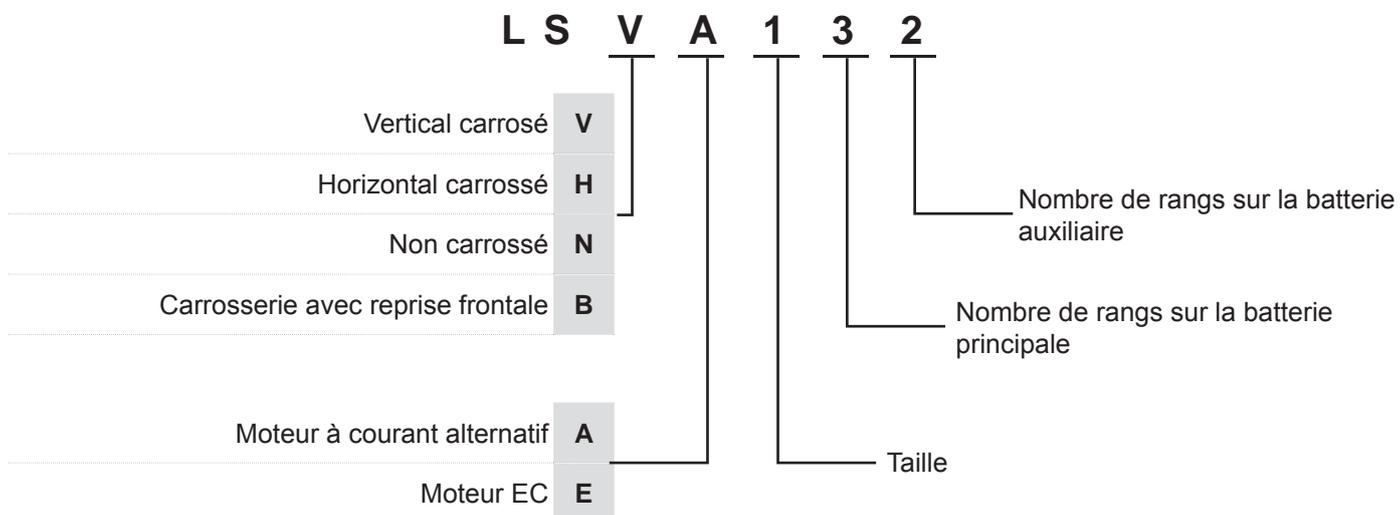 L S V A 1 3 2
Vertical carrosé V
Horizontal carrossé H
Non carrossé N
Carrosserie avec reprise frontale B
Moteur à courant alternatif A
Moteur EC E
Nombre de rangs sur la batterie
auxiliaire
Nombre de rangs sur la batterie
principale
Taille